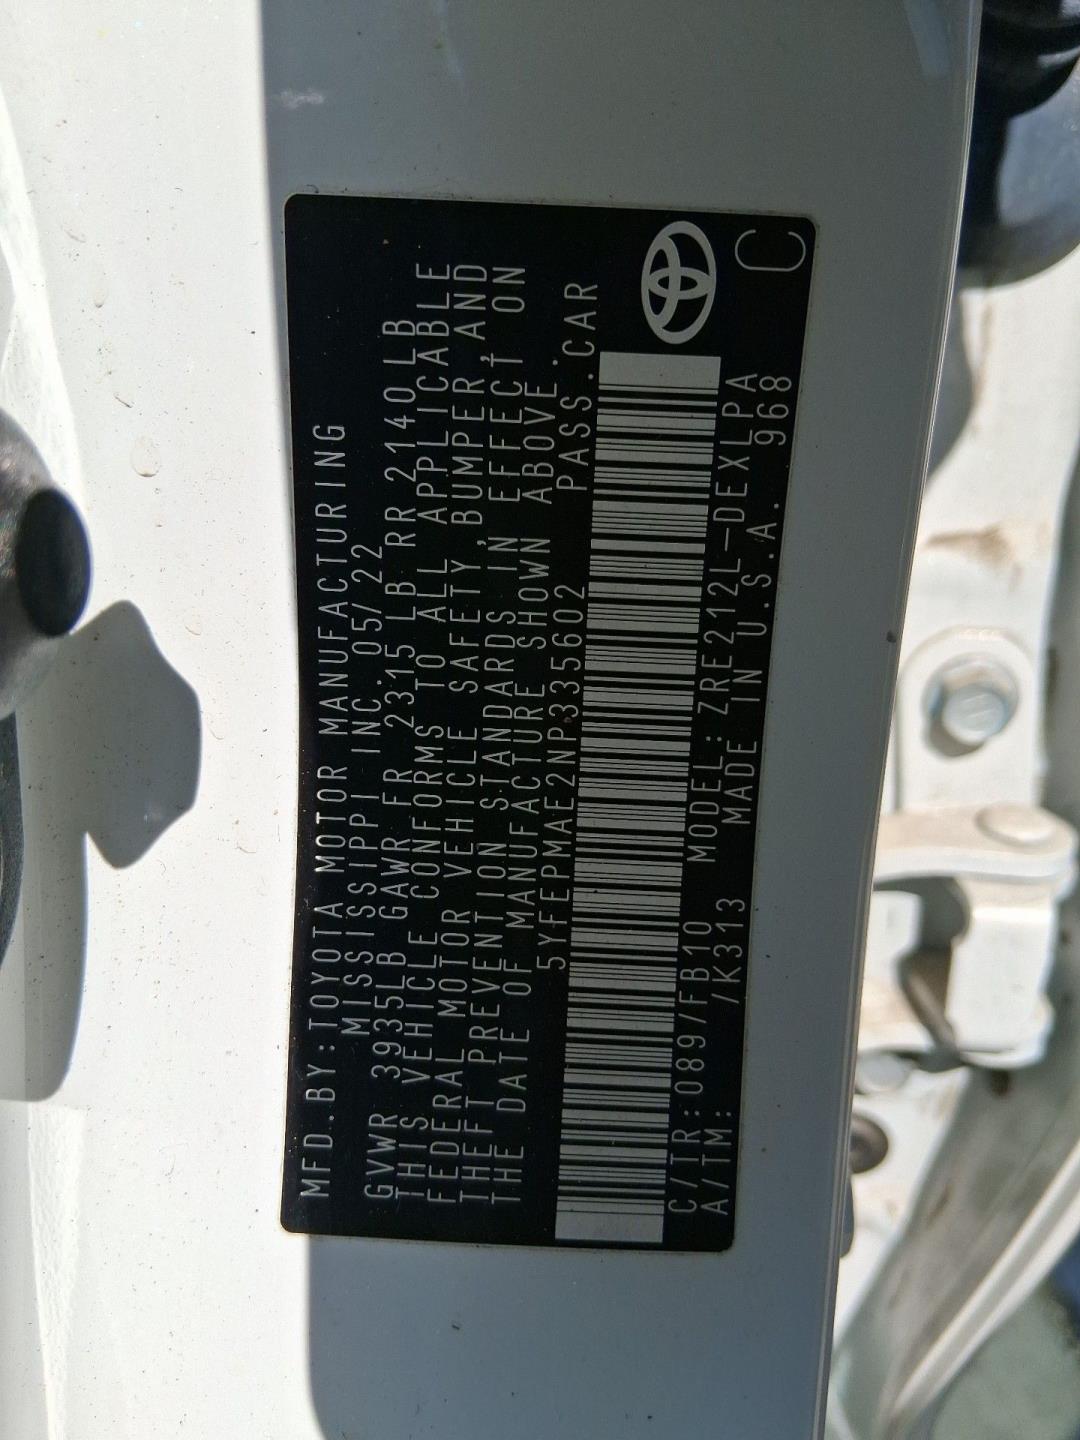 MFD.BY:TOYOTA MOTOR MANUFACTURING
MISSISSIPPI INC. 05/22
GVWR 3935LB GAWR FR 2315 LB RR 2140LB
THIS VEHICLE CONFORMS TO ALL APPLICABLE
FEDERAL MOTOR VEHICLE SAFETY,BUMPER,AND
THEFT PREVENTION STANDARDS IN EFFECT ON
THE DATE OF MANUFACTURE SHOWN ABOVE.
5YFEPMAE2NP335602 PASS.CAR
C/TR:089/FB10 MODEL:ZRE212L-DEXLPA
A/TM: /K313 MADE IN U.S.A. 968
C